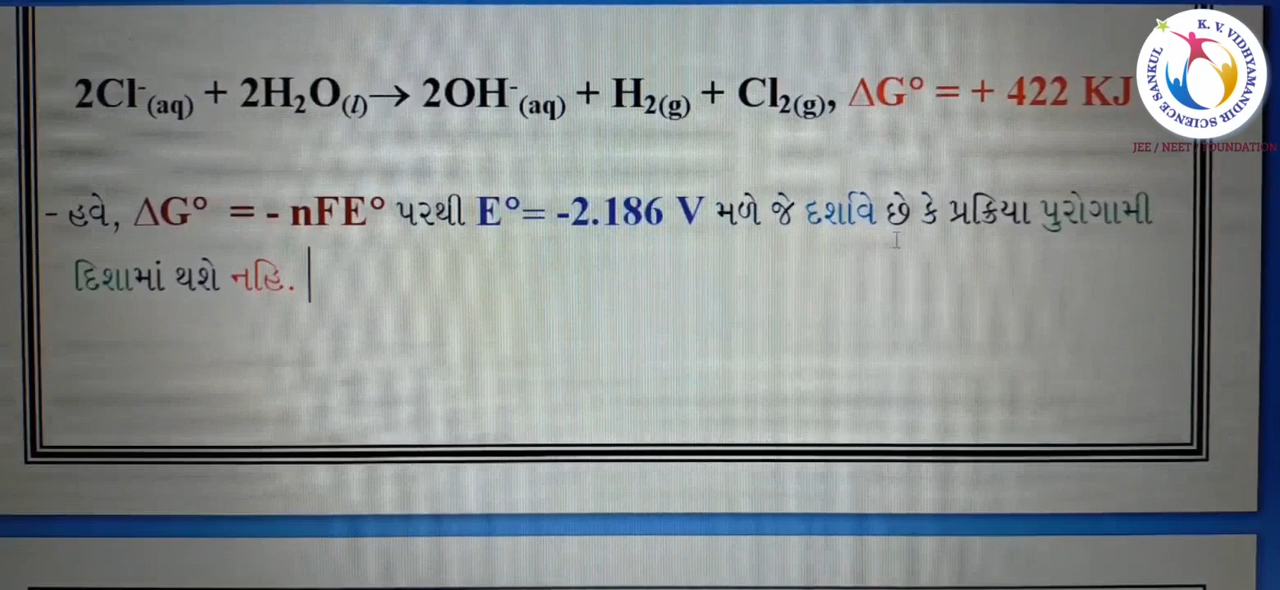 2Cl⁻(aq) + 2H₂O(l)→ 2OH⁻(aq) + H₂(g) + Cl₂(g), ΔG° = + 422 KJ
- હવે, ΔG° = - nFE° પરથી E°= -2.186 V મળે જે દર્શાવે છે કે પ્રક્રિયા પુરોગામી
દિશામાં થશે નહિ.
K. V. VIDHYAMANDIR SCIENCE SANKUL
JEE / NEET / FOUNDATION